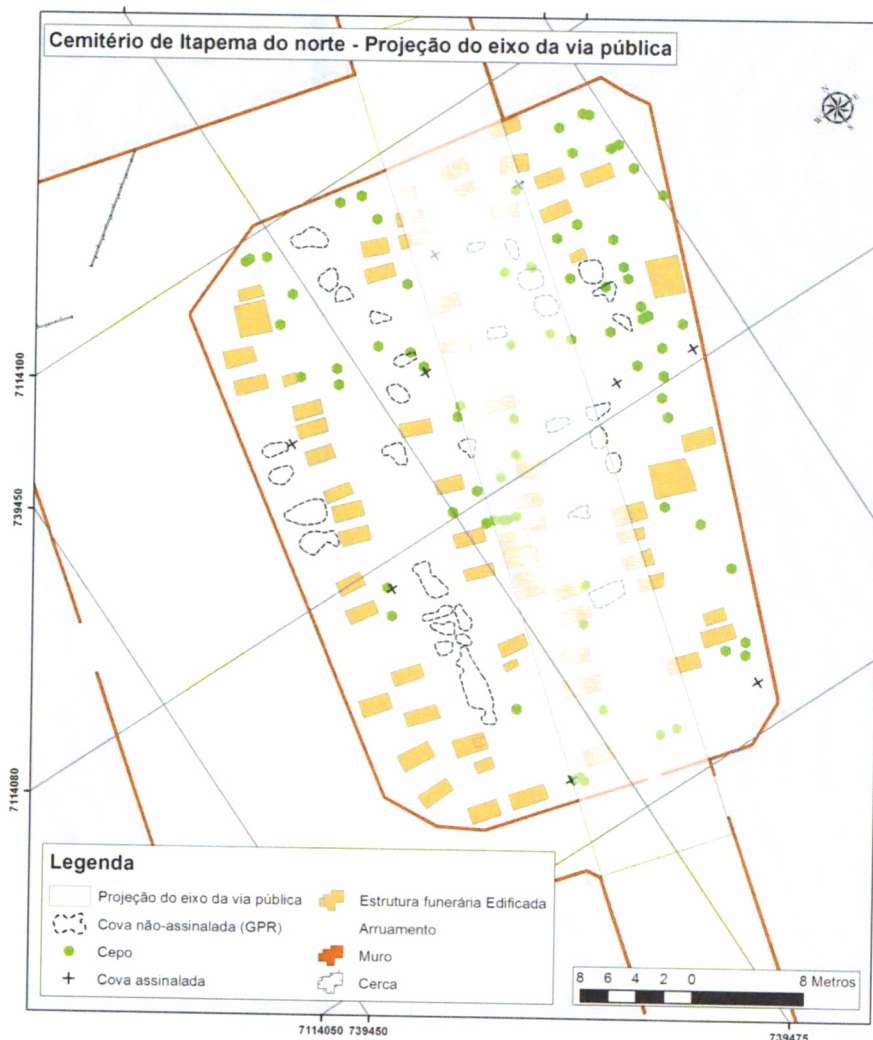 Cemitério de Itapema do norte - Projeção do eixo da via pública
7114100
739450
7114080
Legenda
Projeção do eixo da via pública
Cova não-assinalada (GPR)
Cepo
Cova assinalada
Estrutura funerária Edificada
Arruamento
Muro
Cerca
8 6 4 2 0 8 Metros
7114050 739450 739475